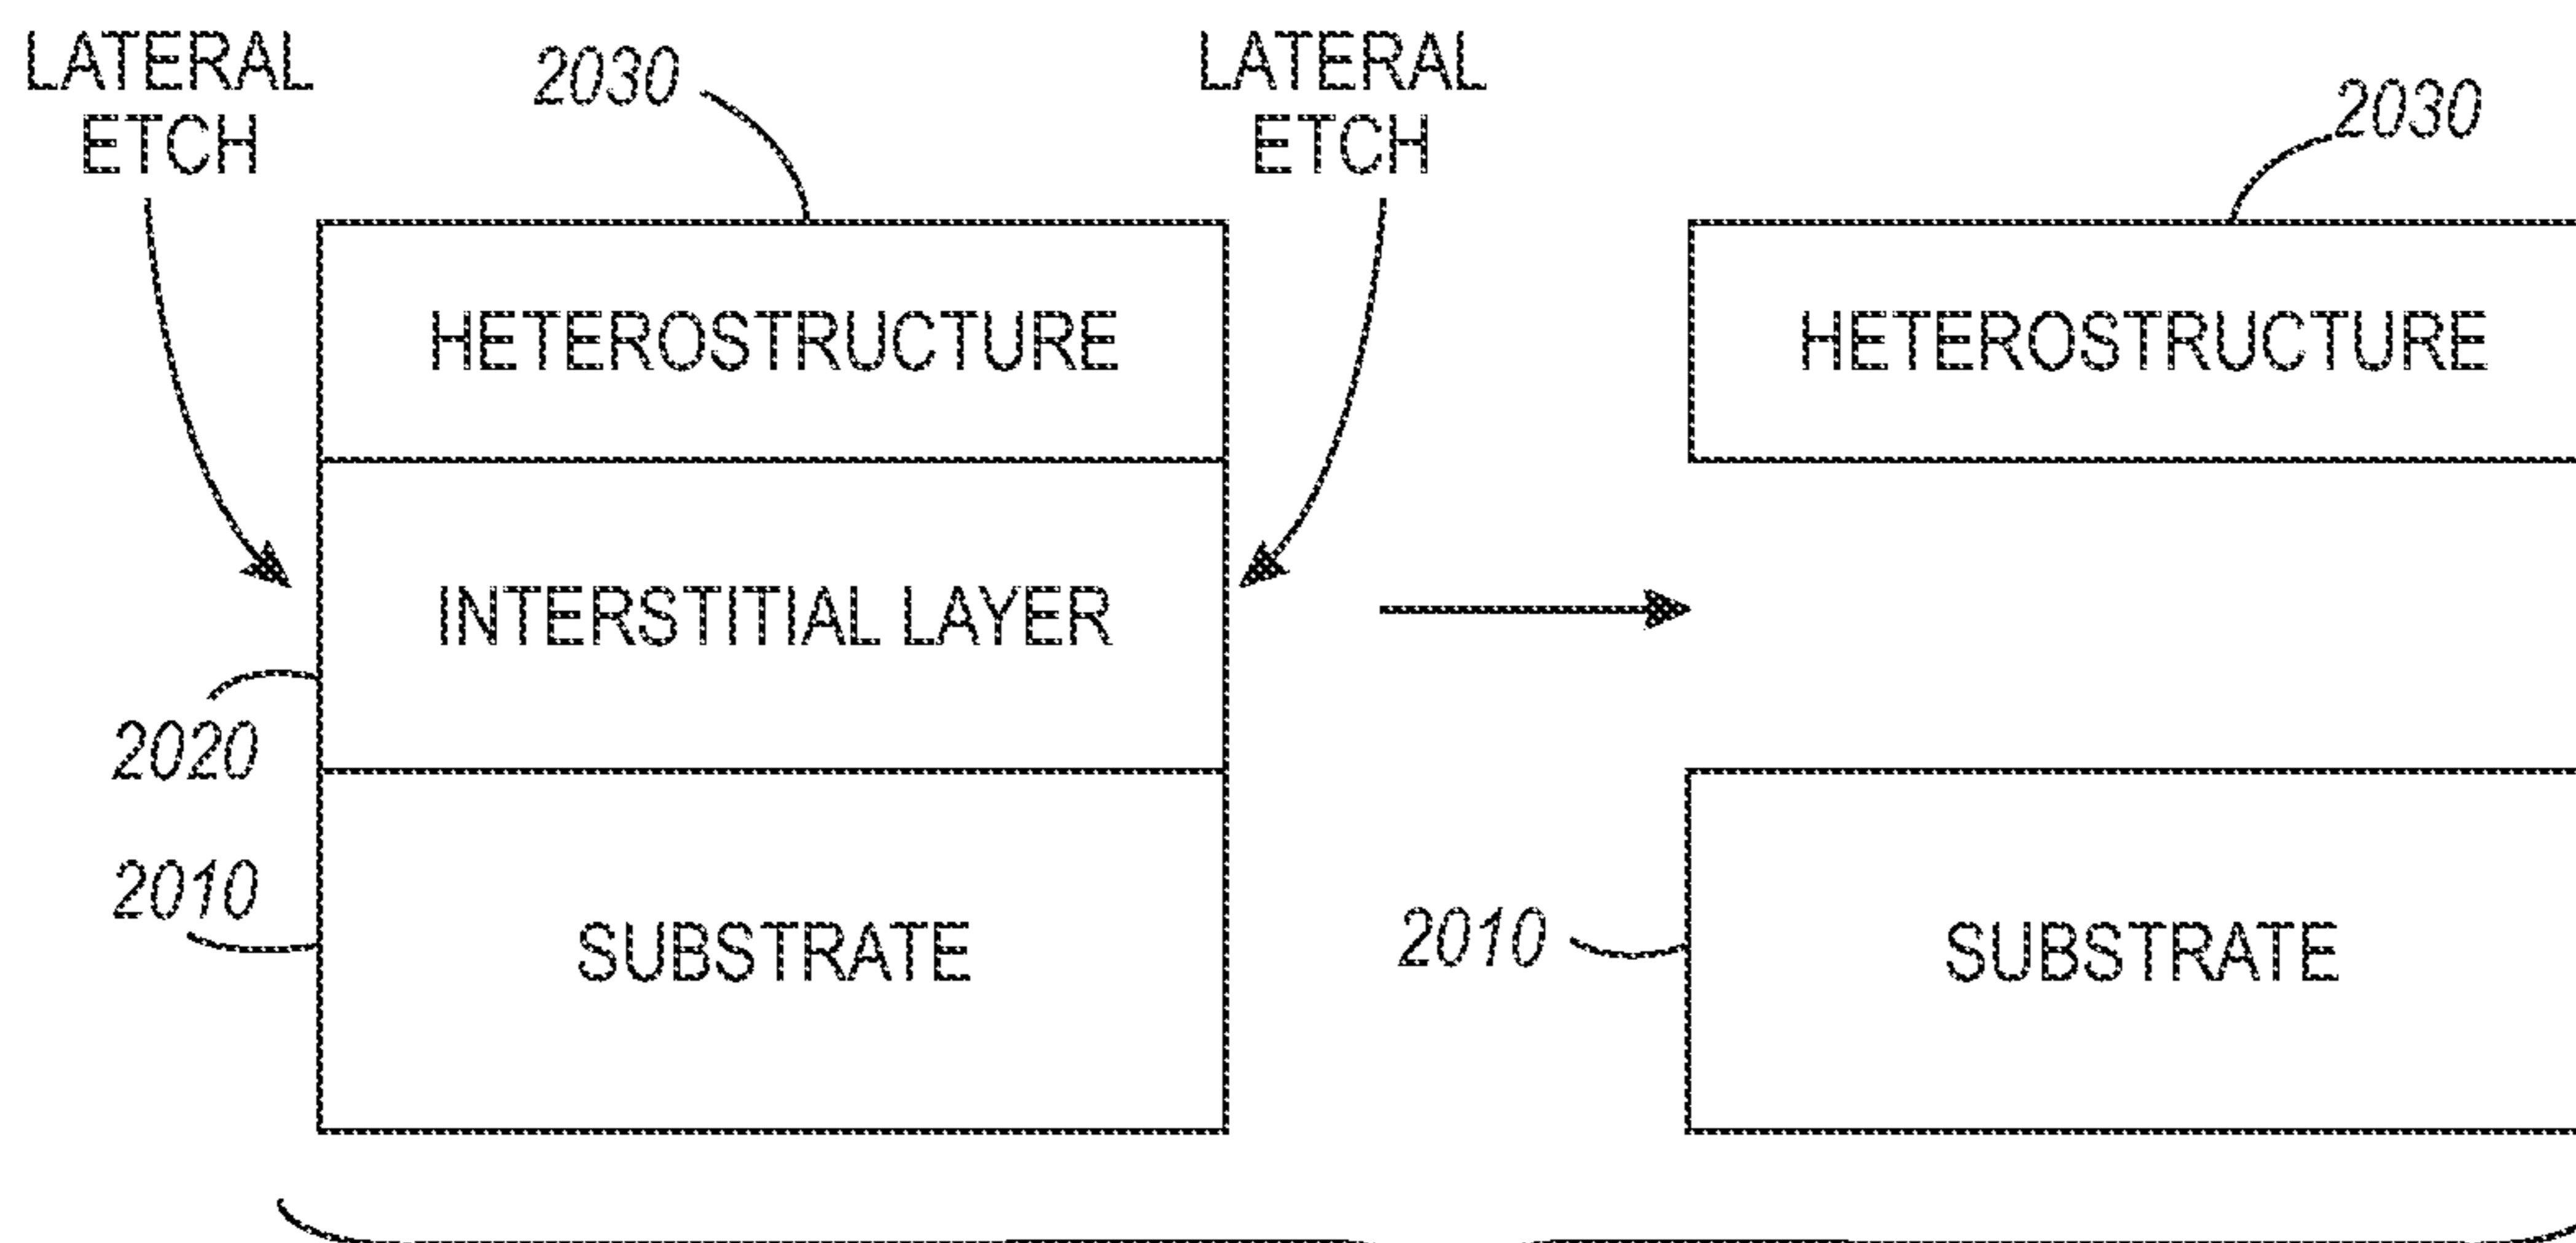 LATERAL
ETCH
2030
LATERAL
ETCH
2030
HETEROSTRUCTURE
HETEROSTRUCTURE
INTERSTITIAL LAYER
2020
2010
SUBSTRATE
2010
SUBSTRATE